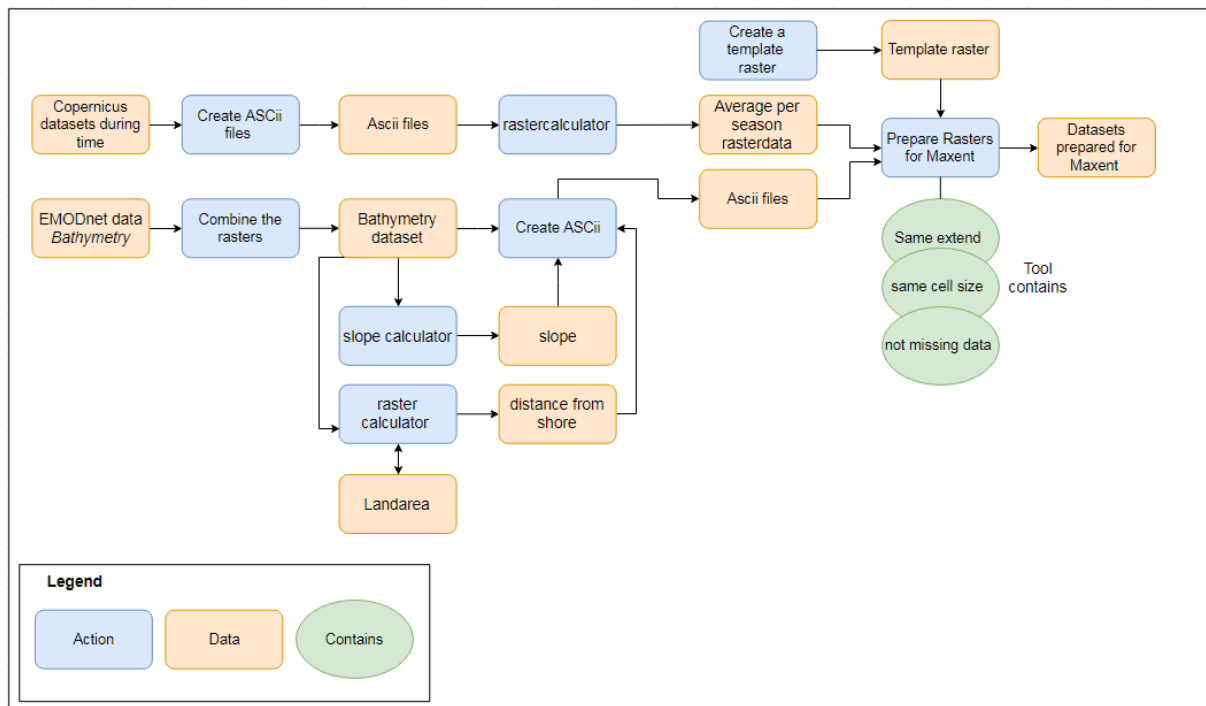 Create a
template
raster
Template raster
Copernicus
datasets during
time
Create ASCii
files
Ascii files
rastercalculator
Average per
season
rasterdata
Prepare Rasters
for Maxent
Datasets
prepared for
Maxent
EMODnet data
Bathymetry
Combine the
rasters
Bathymetry
dataset
Create ASCii
Ascii files
Same extend
same cell size
not missing data
Tool
contains
slope calculator
slope
raster
calculator
distance from
shore
Landarea
Legend
Action
Data
Contains